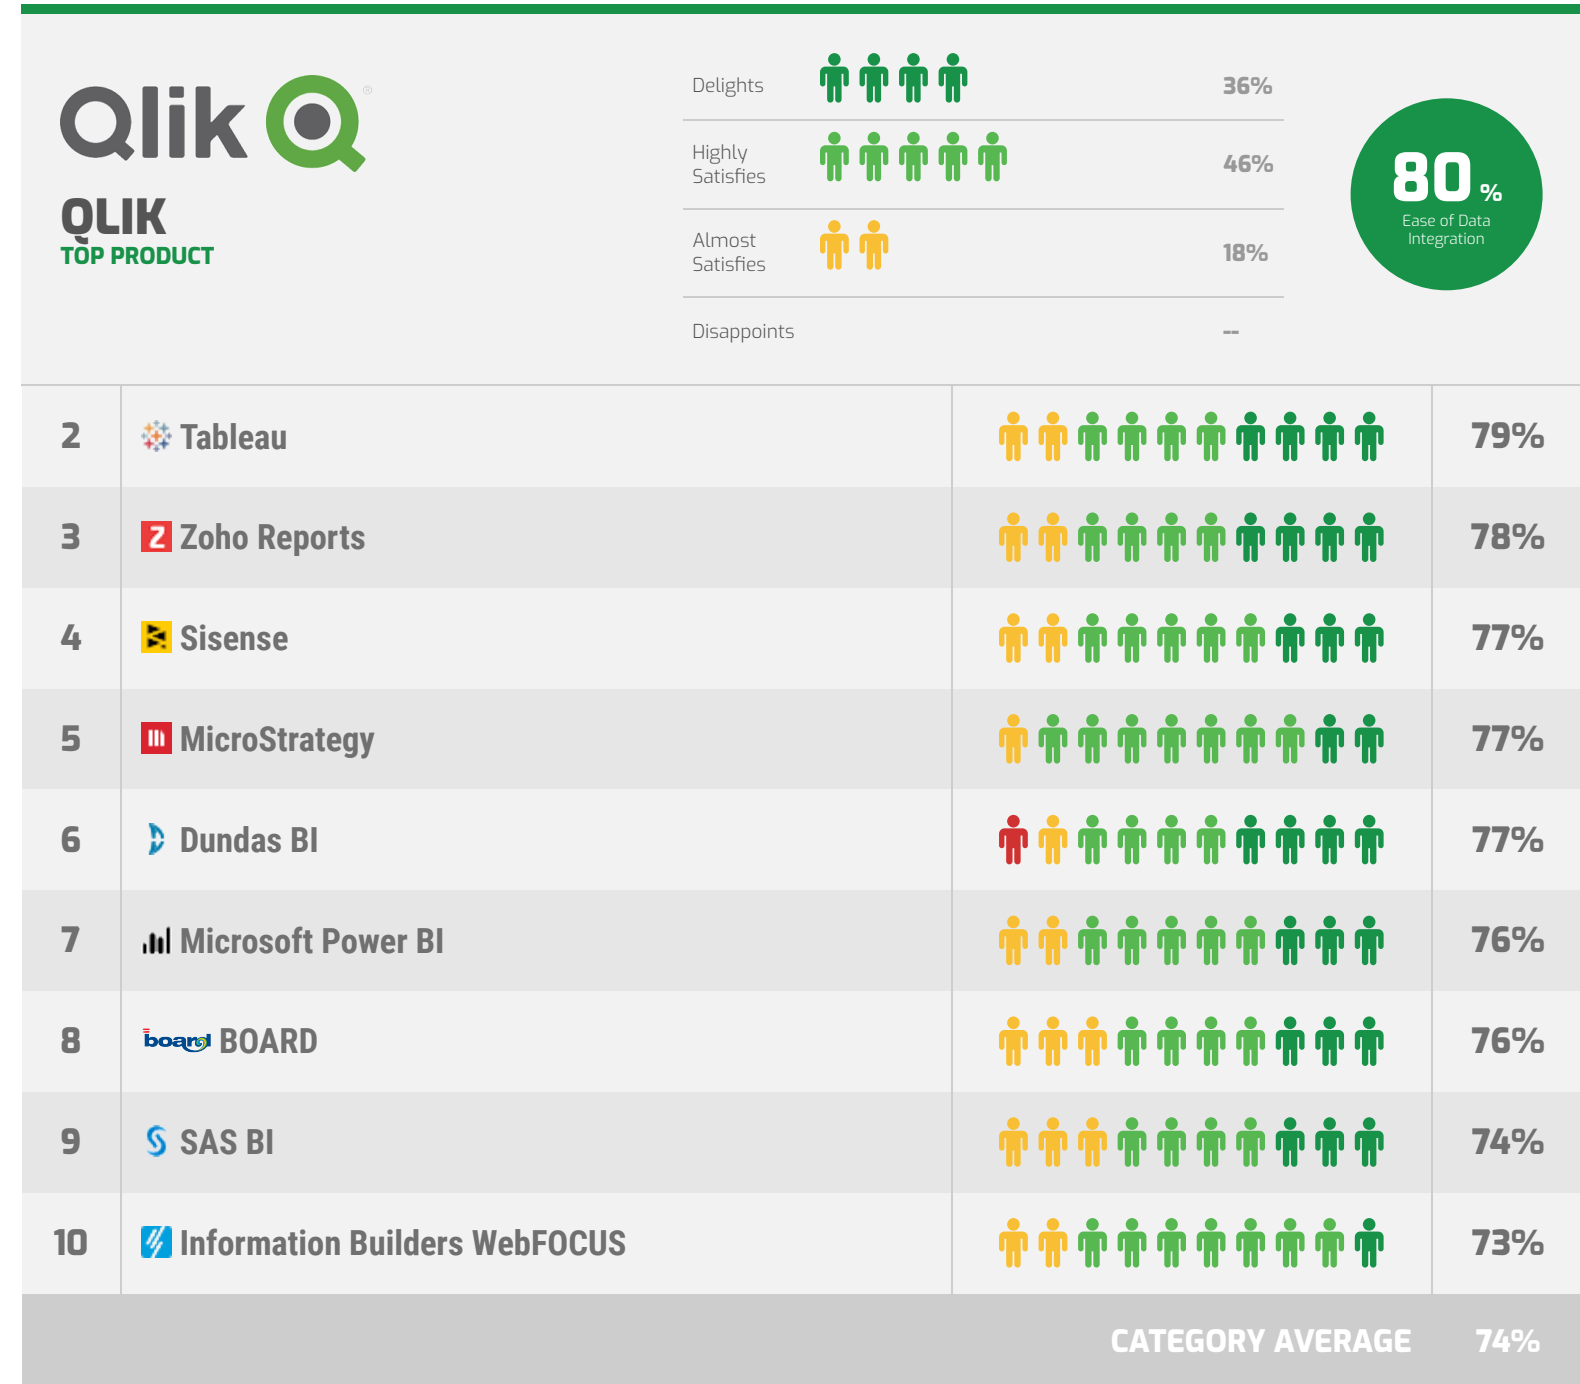 Qlik
®
QLIK
TOP PRODUCT
Delights 36%
Highly
Satisfies 46%
Almost
Satisfies 18%
Disappoints --
80 %
Ease of Data
Integration
2 Tableau 79%
3 Z Zoho Reports 78%
4 Sisense 77%
5 MicroStrategy 77%
6 Dundas BI 77%
7 Microsoft Power BI 76%
8 board BOARD 76%
9 SAS BI 74%
10 Information Builders WebFOCUS 73%
CATEGORY AVERAGE 74%